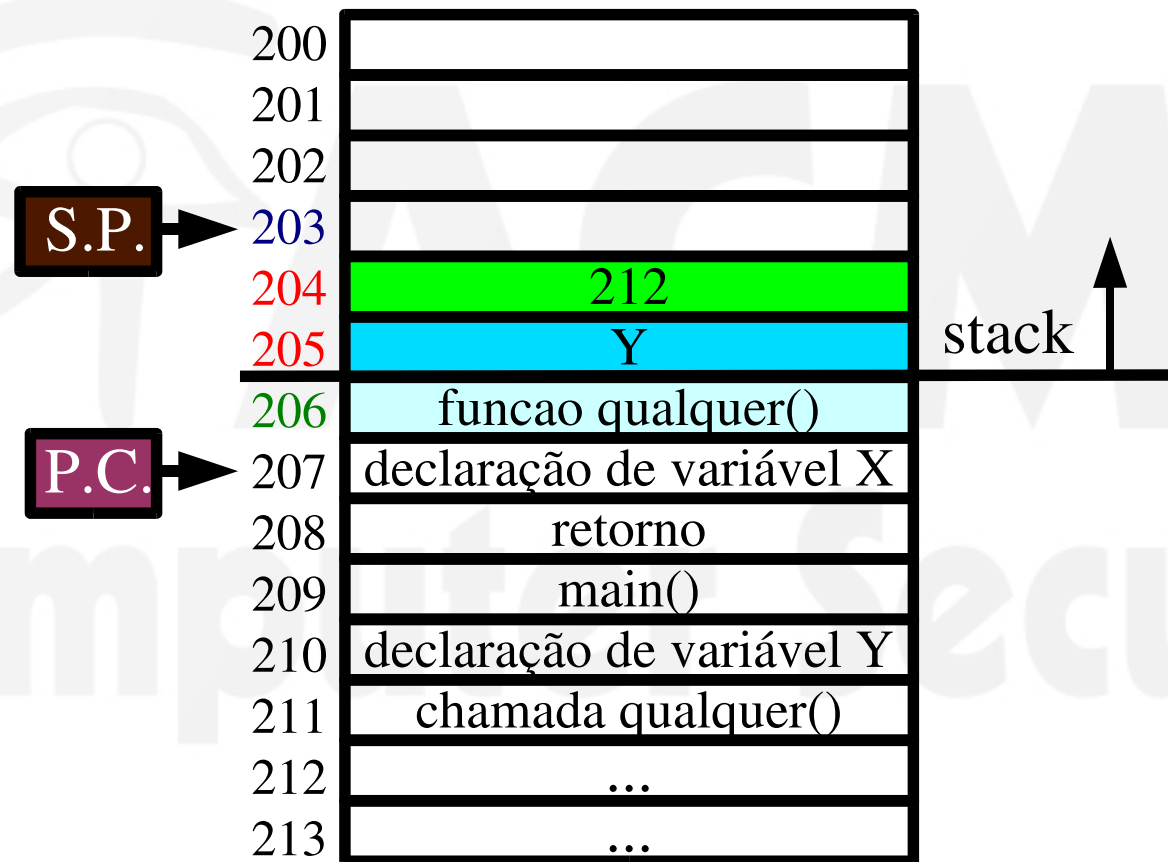 200
201
202
S.P. 203
204 212
205 Y stack
206 funcao qualquer()
P.C. 207 declaração de variável X
208 retorno
209 main()
210 declaração de variável Y
211 chamada qualquer()
212 ...
213 ...